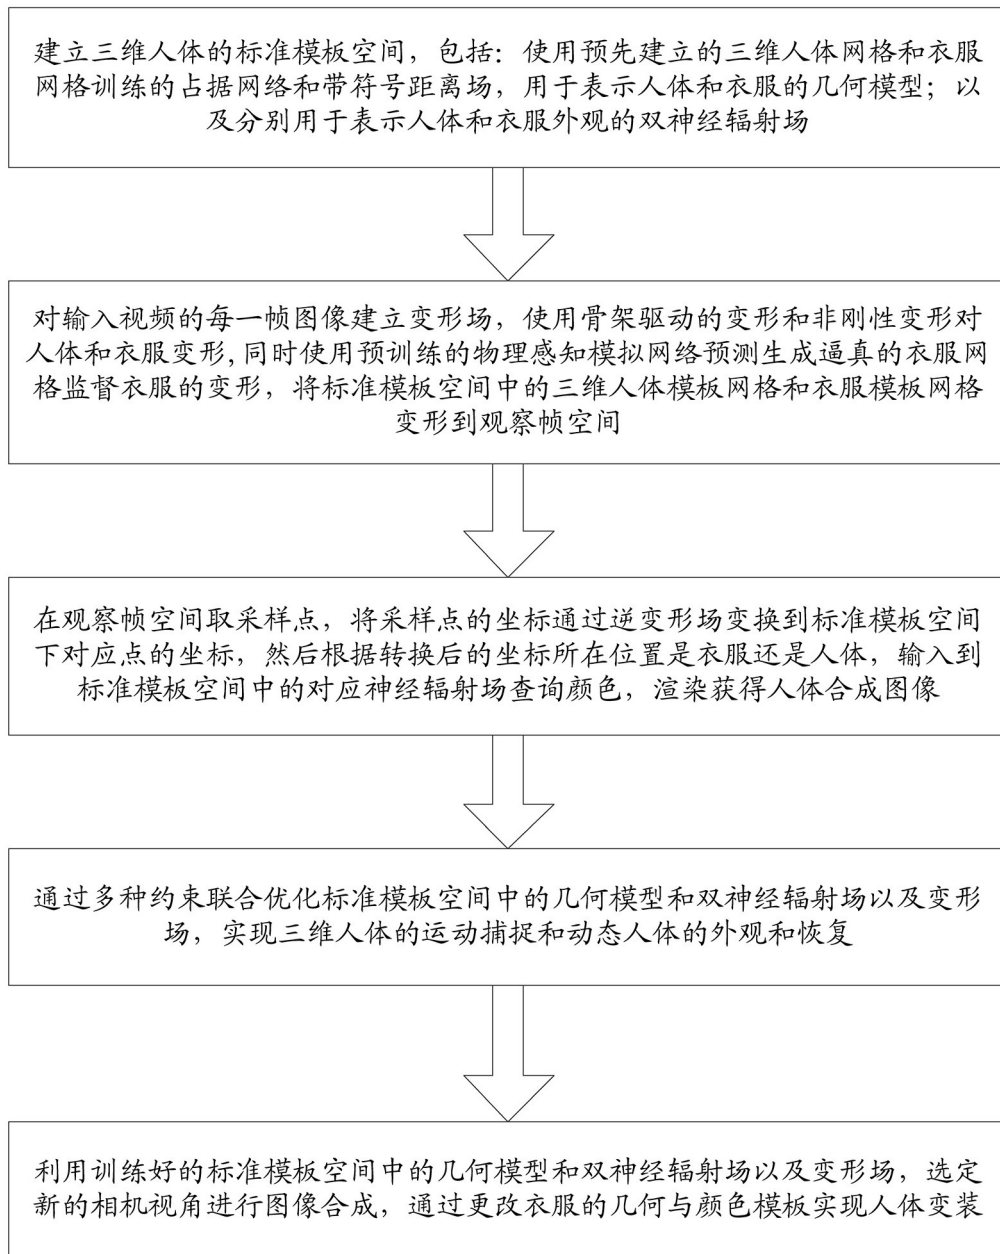 建立三维人体的标准模板空间，包括：使用预先建立的三维人体网格和衣服
网格训练的占据网络和带符号距离场，用于表示人体和衣服的几何模型；以
及分别用于表示人体和衣服外观的双神经辐射场
对输入视频的每一帧图像建立变形场，使用骨架驱动的变形和非刚性变形对
人体和衣服变形,同时使用预训练的物理感知模拟网络预测生成逼真的衣服网
格监督衣服的变形，将标准模板空间中的三维人体模板网格和衣服模板网格
变形到观察帧空间
在观察帧空间取采样点，将采样点的坐标通过逆变形场变换到标准模板空间
下对应点的坐标，然后根据转换后的坐标所在位置是衣服还是人体，输入到
标准模板空间中的对应神经辐射场查询颜色，渲染获得人体合成图像
通过多种约束联合优化标准模板空间中的几何模型和双神经辐射场以及变形
场，实现三维人体的运动捕捉和动态人体的外观和恢复
利用训练好的标准模板空间中的几何模型和双神经辐射场以及变形场，选定
新的相机视角进行图像合成，通过更改衣服的几何与颜色模板实现人体变装